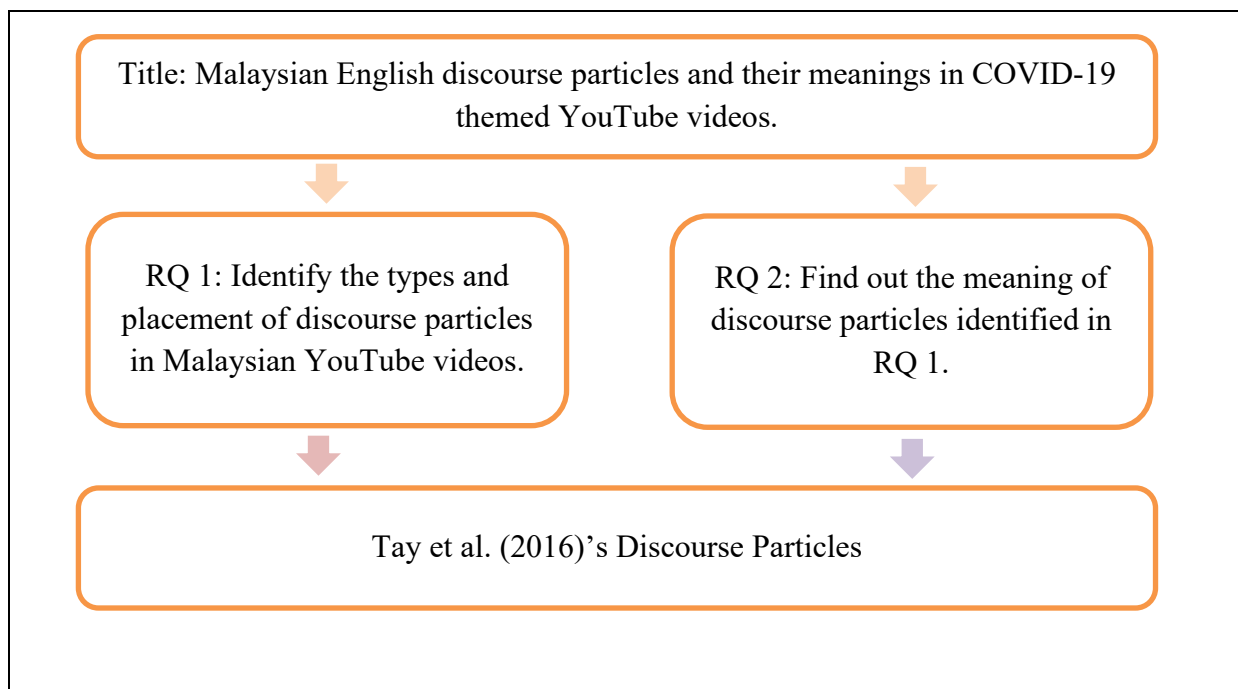 Title: Malaysian English discourse particles and their meanings in COVID-19
themed YouTube videos.
RQ 1: Identify the types and
placement of discourse particles
in Malaysian YouTube videos.
RQ 2: Find out the meaning of
discourse particles identified in
RQ 1.
Tay et al. (2016)’s Discourse Particles